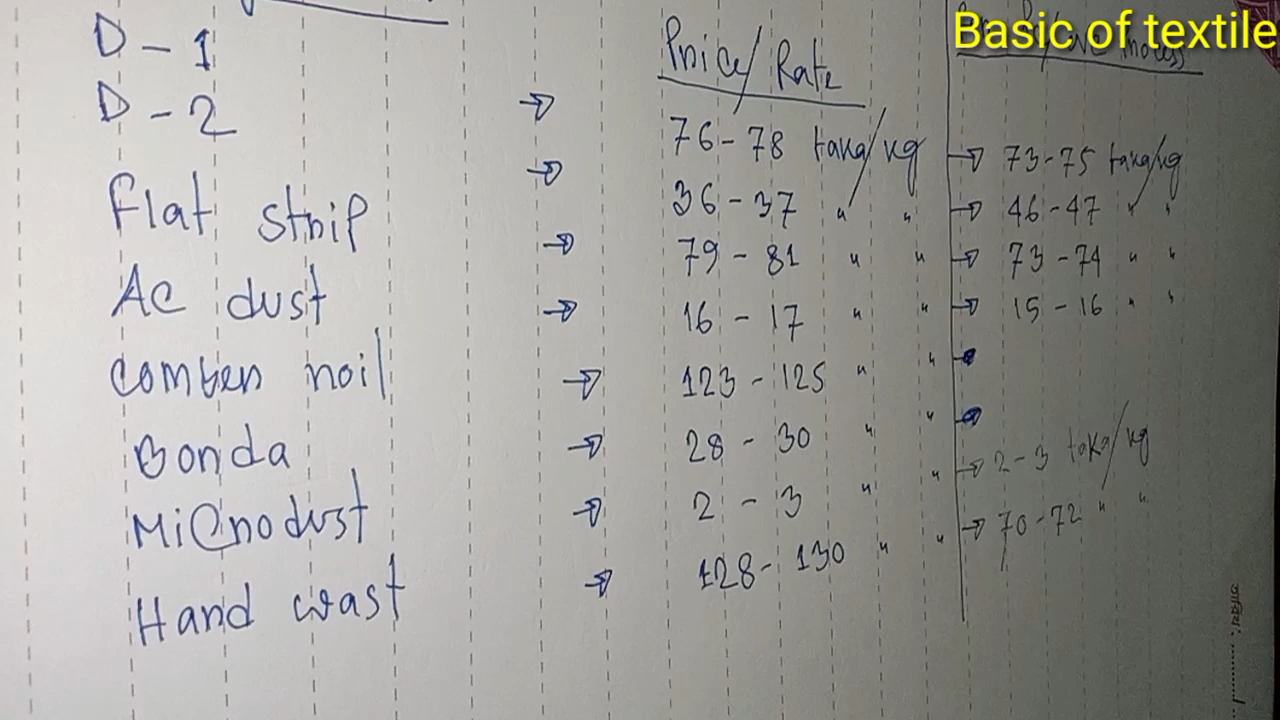 Basic of textile
Price/Rate
D-1 → 76-78 taka/kg → 73-75 taka/kg
D-2 → 36-37 " " → 46-47 " "
Flat strip → 79-81 " " → 73-74 " "
AC dust → 16-17 " " → 15-16 " "
Comber noil → 123-125 " "
Bonda → 28-30 " "
Microdust → 2-3 " " → 2-3 taka/kg
Hand wast → 128-130 " " → 70-72 " "